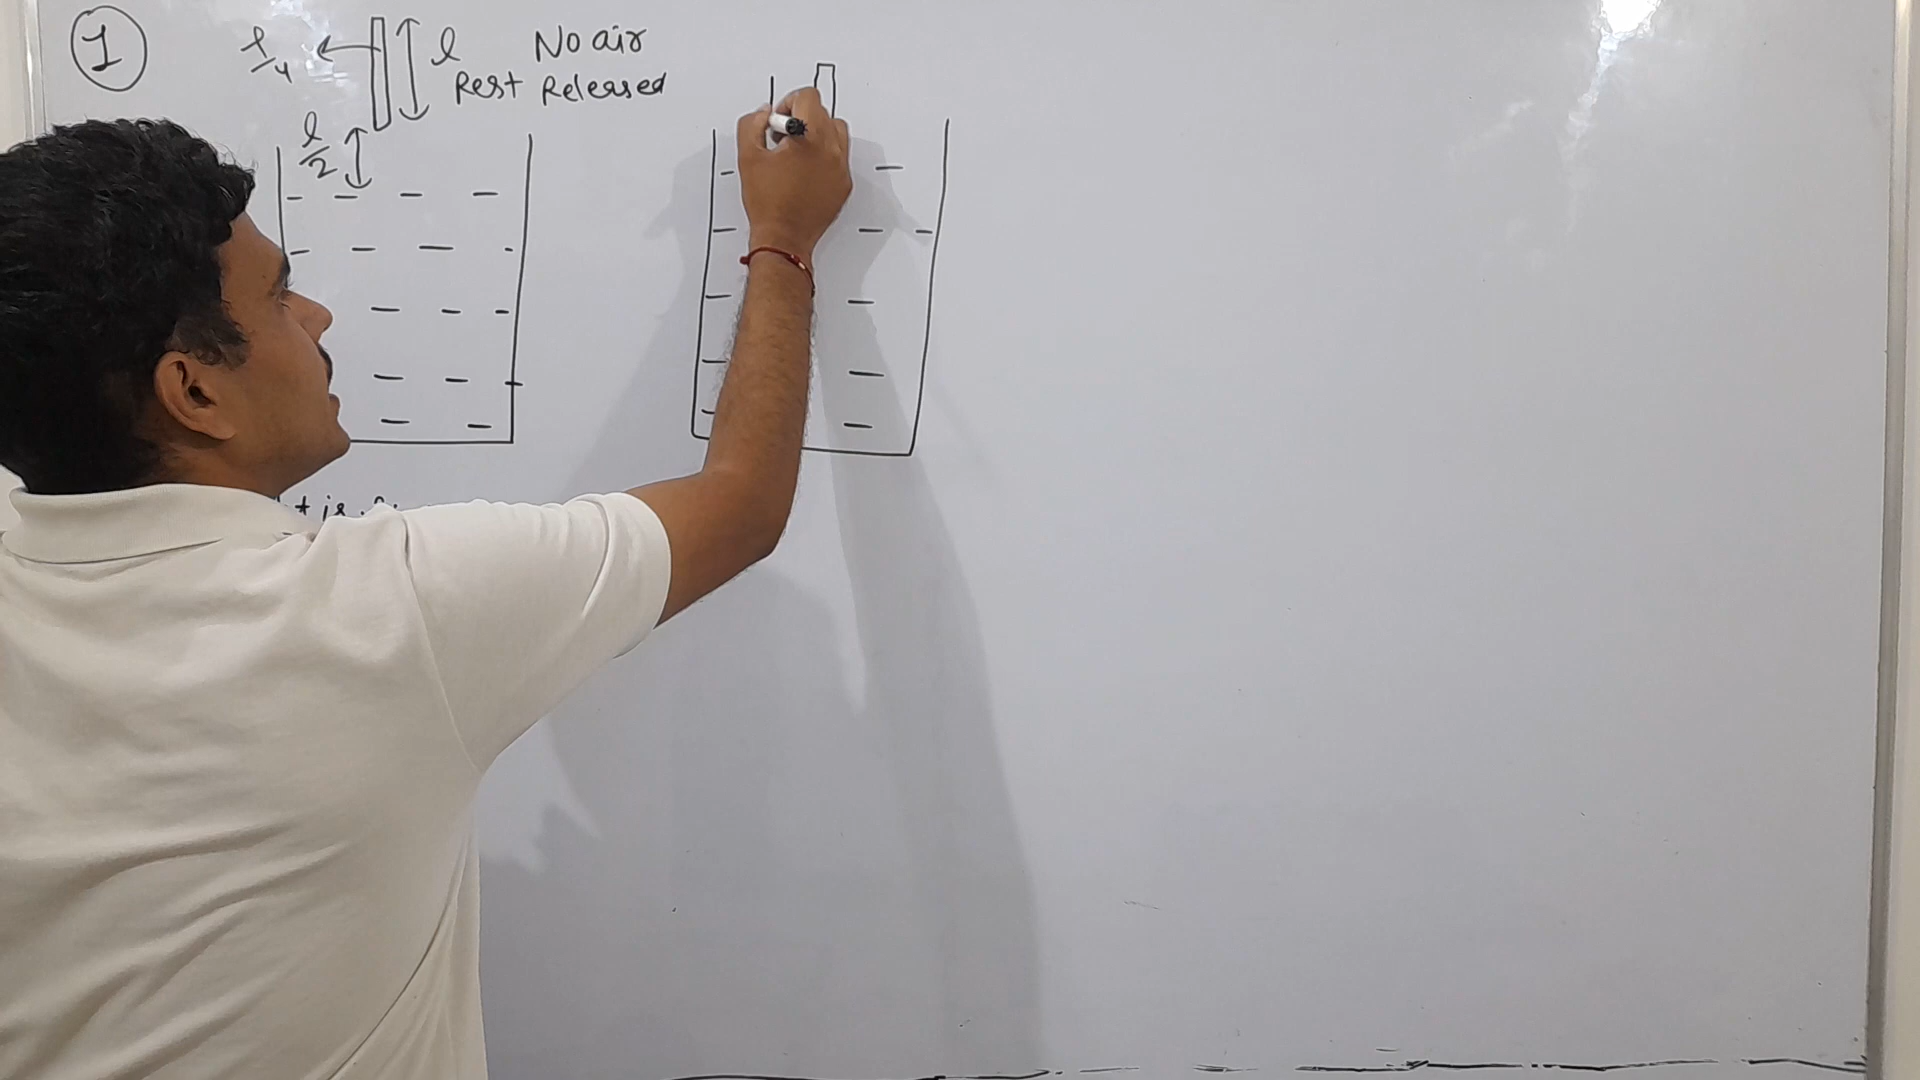 1
ρ/4
l
No air
Rest Released
l/2